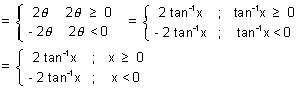 = { 2θ 2θ ≥ 0 = { 2 tan⁻¹x ; tan⁻¹x ≥ 0
- 2θ 2θ < 0 - 2 tan⁻¹x ; tan⁻¹x < 0
= { 2 tan⁻¹x ; x ≥ 0
- 2 tan⁻¹x ; x < 0